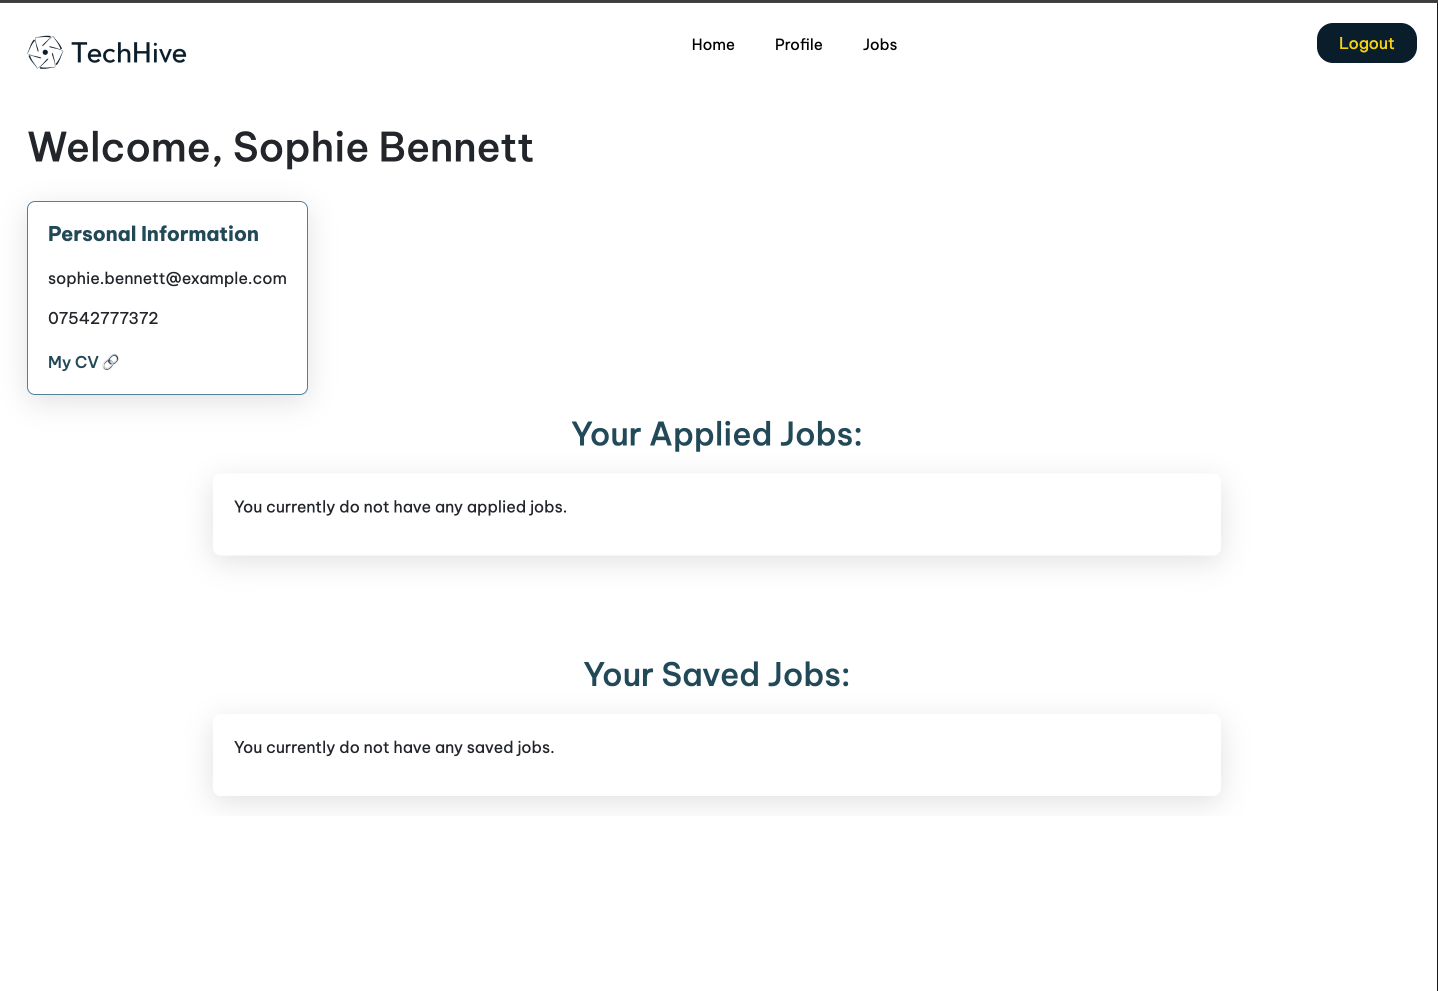 TechHive
Home Profile Jobs
Logout
Welcome, Sophie Bennett
Personal Information
sophie.bennett@example.com
07542777372
My CV
Your Applied Jobs:
You currently do not have any applied jobs.
Your Saved Jobs:
You currently do not have any saved jobs.